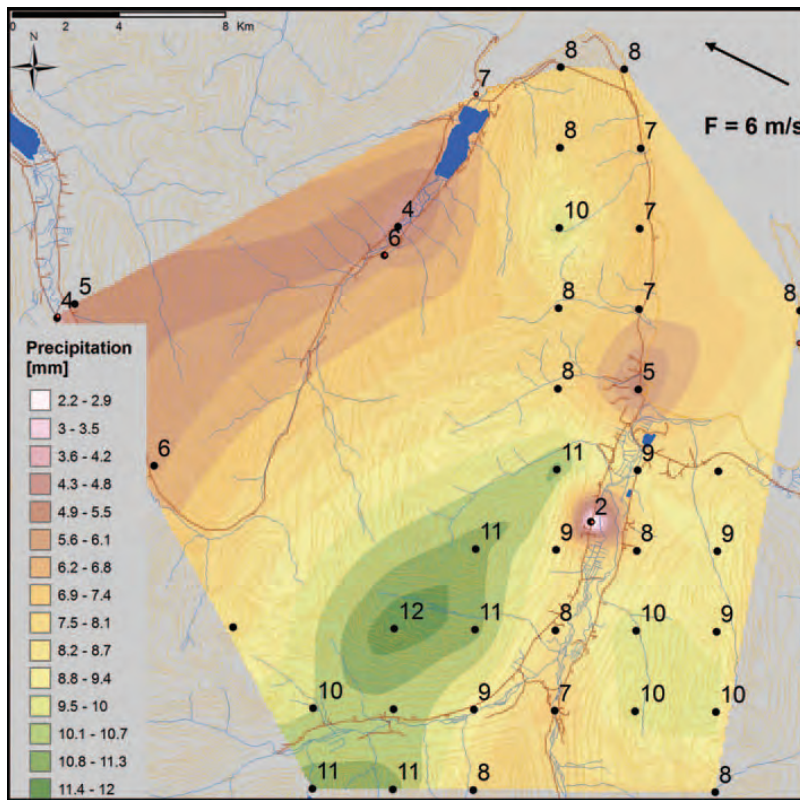 0 2 4 8 Km
N
8 8
7
F = 6 m/s
8 7
4 10 7
6
5 8 7 8
4
Precipitation
[mm]
2.2 - 2.9
3 - 3.5
3.6 - 4.2
4.3 - 4.8
4.9 - 5.5
5.6 - 6.1
6.2 - 6.8
6.9 - 7.4
7.5 - 8.1
8.2 - 8.7
8.8 - 9.4
9.5 - 10
10.1 - 10.7
10.8 - 11.3
11.4 - 12
8 5
6 11 9
2
11 9 8 9
12 11 8 10 9
10 9 7 10 10
11 11 8 8